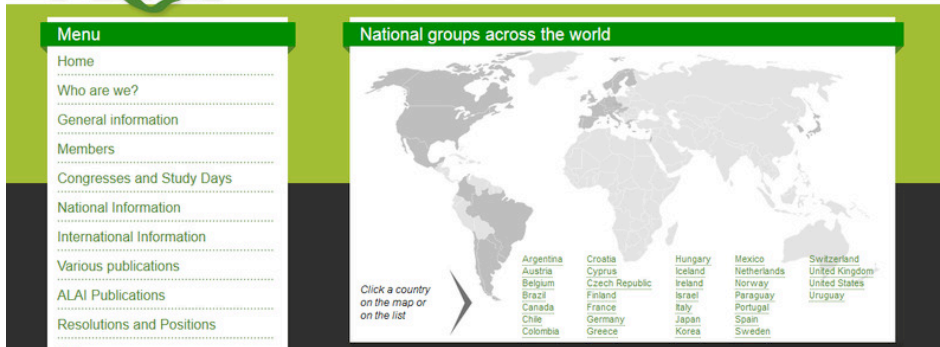 Menu
Home
Who are we?
General information
Members
Congresses and Study Days
National Information
International Information
Various publications
ALAI Publications
Resolutions and Positions
National groups across the world
Click a country
on the map or
on the list
Argentina
Austria
Belgium
Brazil
Canada
Chile
Colombia
Croatia
Cyprus
Czech Republic
Finland
France
Germany
Greece
Hungary
Iceland
Ireland
Israel
Italy
Japan
Korea
Mexico
Netherlands
Norway
Paraguay
Portugal
Spain
Sweden
Switzerland
United Kingdom
United States
Uruguay